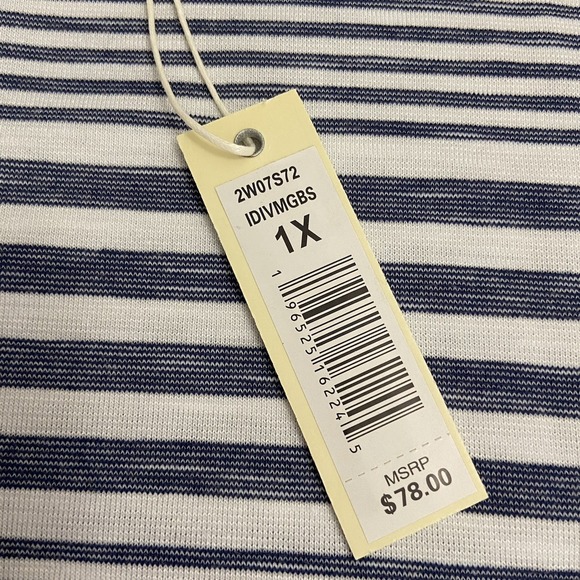 2W07S72
IDIVMGBS
1X
1 96525 16224 5
MSRP
$78.00